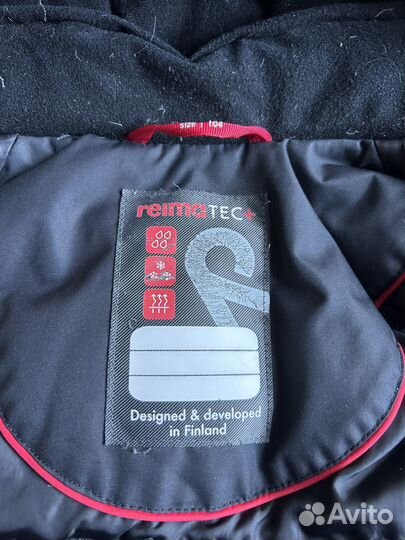 SIZE 104
reimaTEC+
Designed & developed
in Finland
Avito